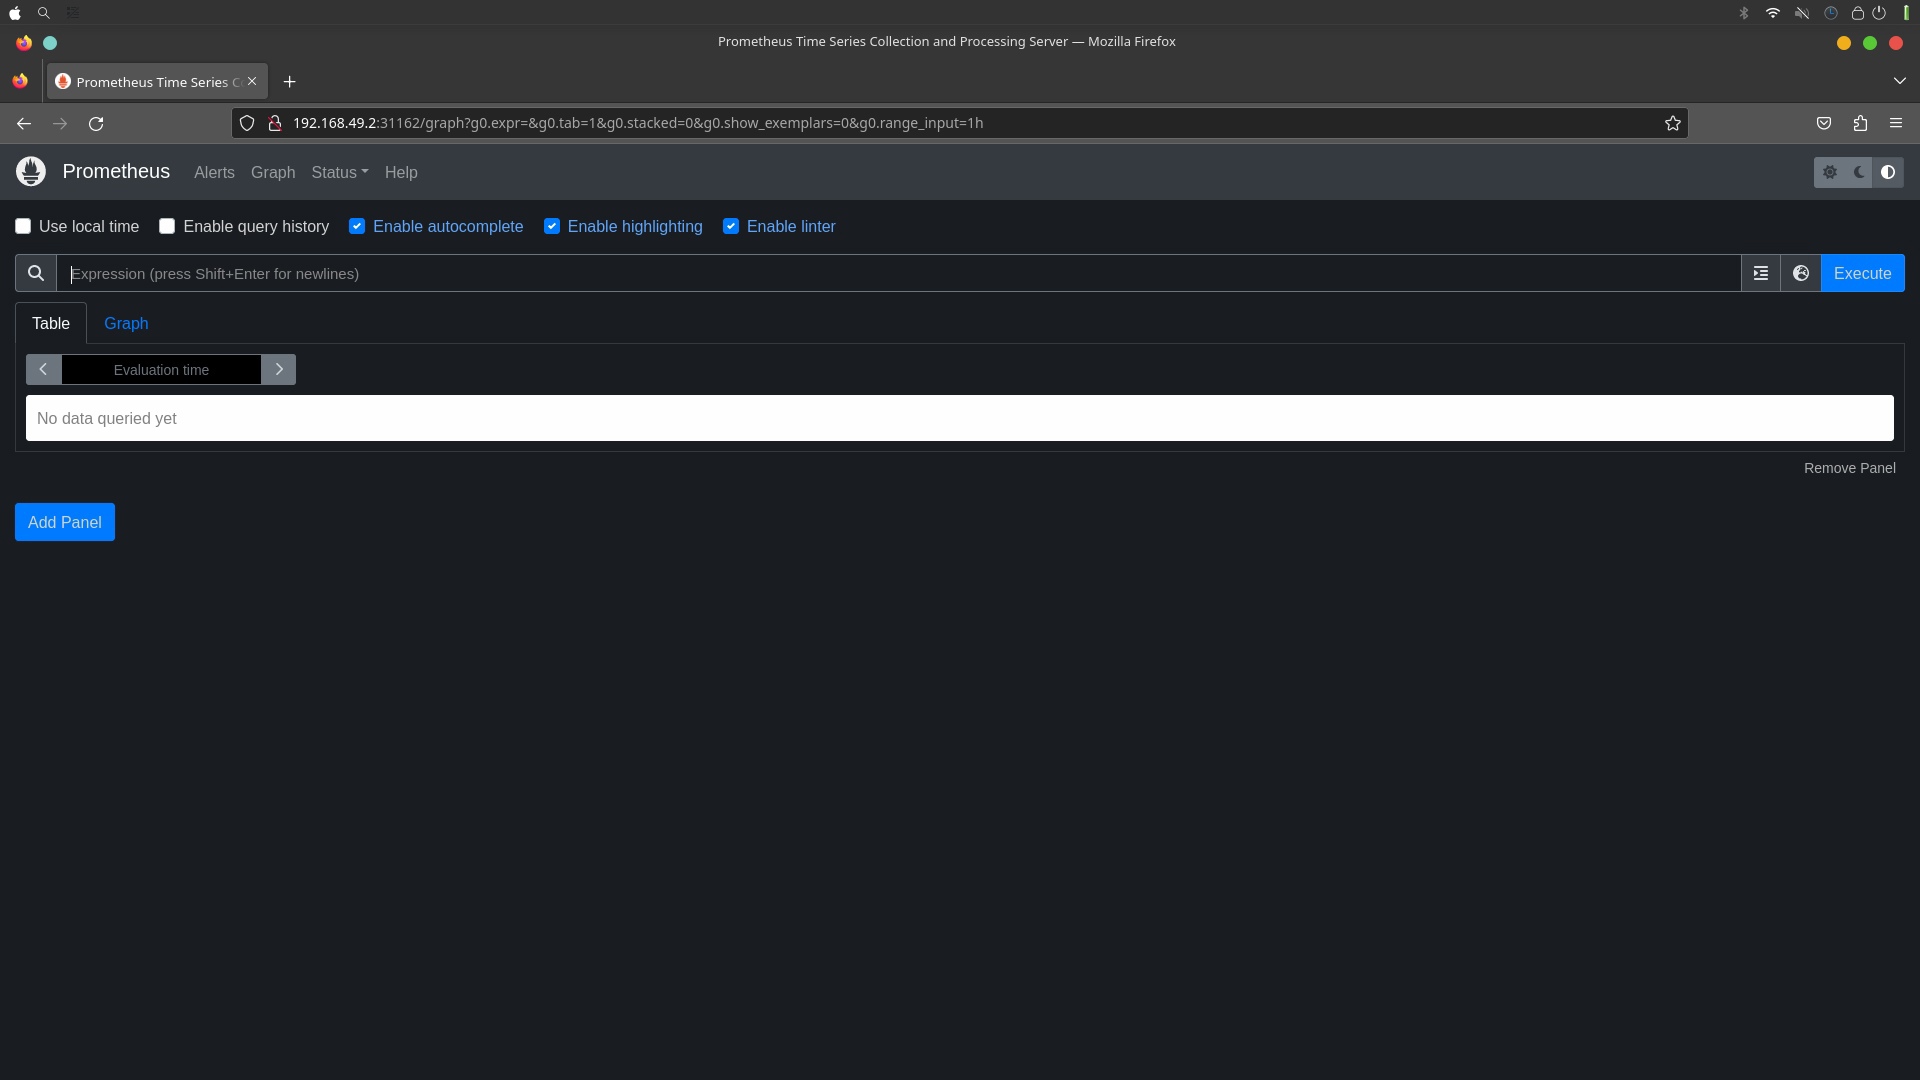 Prometheus Time Series Collection and Processing Server — Mozilla Firefox
Prometheus Time Series C
192.168.49.2:31162/graph?g0.expr=&g0.tab=1&g0.stacked=0&g0.show_exemplars=0&g0.range_input=1h
Prometheus Alerts Graph Status Help
Use local time Enable query history Enable autocomplete Enable highlighting Enable linter
Expression (press Shift+Enter for newlines) Execute
Table Graph
Evaluation time
No data queried yet
Remove Panel
Add Panel